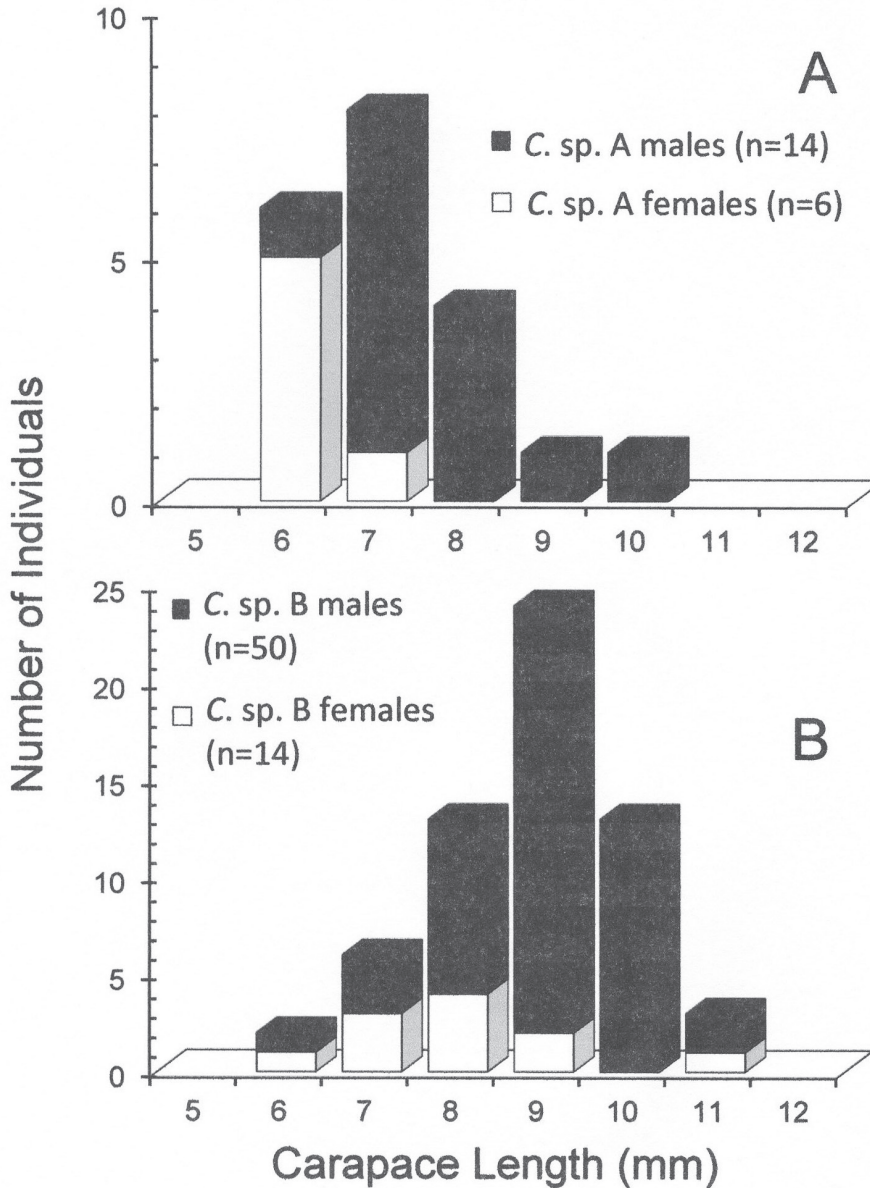 Number of Individuals
10
5
0
A
C. sp. A males (n=14)
C. sp. A females (n=6)
5 6 7 8 9 10 11 12
25
20
15
10
5
0
C. sp. B males
(n=50)
C. sp. B females
(n=14)
B
5 6 7 8 9 10 11 12
Carapace Length (mm)